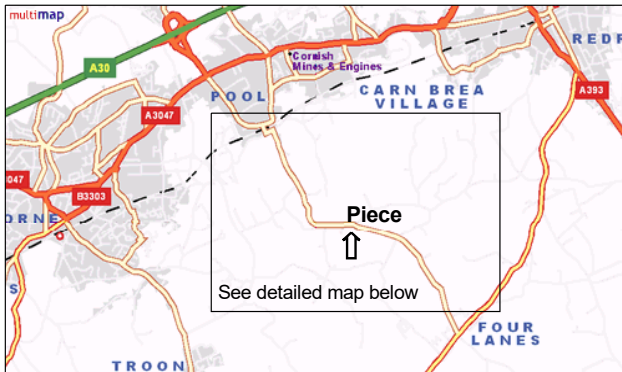 multimap
A30
Cornish
Mines & Engines
REDR
POOL
CARN BREA
VILLAGE
A393
A3047
3047
B3303
ORNE
Piece
S
See detailed map below
FOUR
LANES
TROON